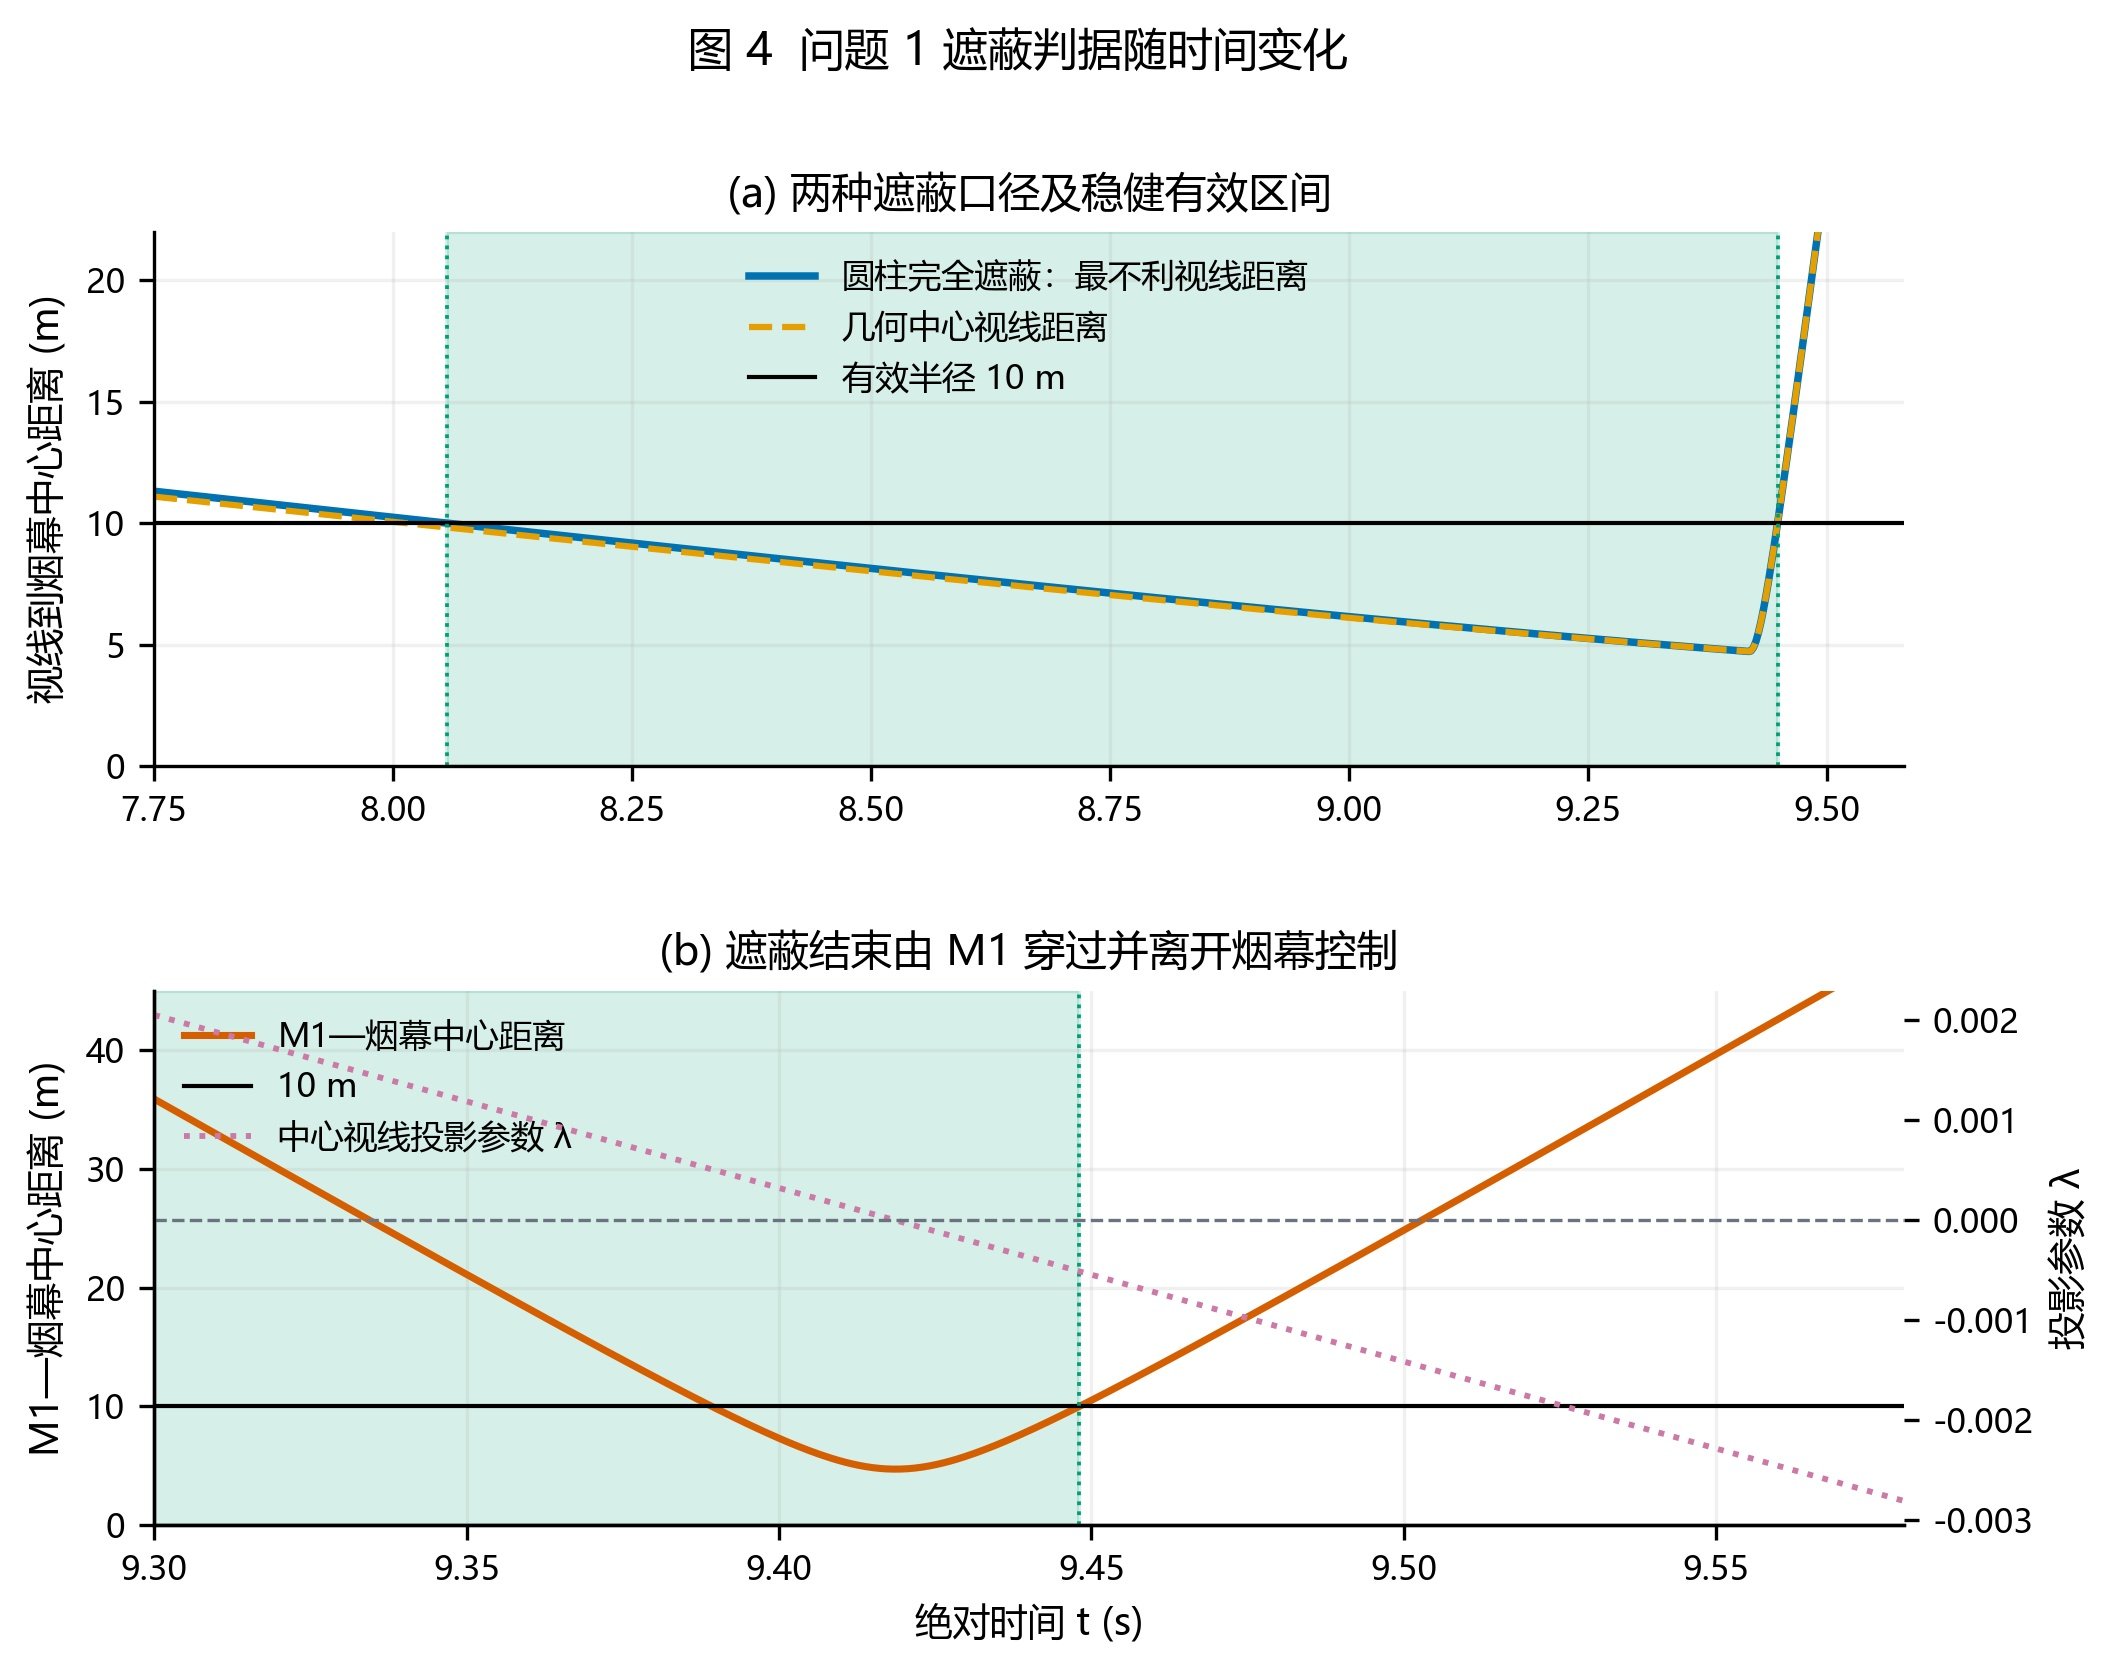 图 4 问题 1 遮蔽判据随时间变化
(a) 两种遮蔽口径及稳健有效区间
视线到烟幕中心距离 (m)
20
15
10
5
0
圆柱完全遮蔽：最不利视线距离
几何中心视线距离
有效半径 10 m
7.75 8.00 8.25 8.50 8.75 9.00 9.25 9.50
(b) 遮蔽结束由 M1 穿过并离开烟幕控制
M1—烟幕中心距离 (m)
40
30
20
10
0
M1—烟幕中心距离
10 m
中心视线投影参数 λ
0.002
0.001
0.000
-0.001
-0.002
-0.003
投影参数 λ
9.30 9.35 9.40 9.45 9.50 9.55
绝对时间 t (s)